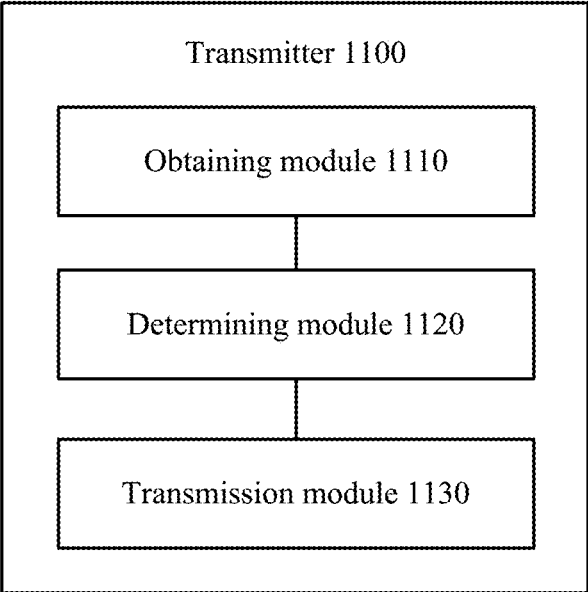 Transmitter 1100
Obtaining module 1110
Determining module 1120
Transmission module 1130